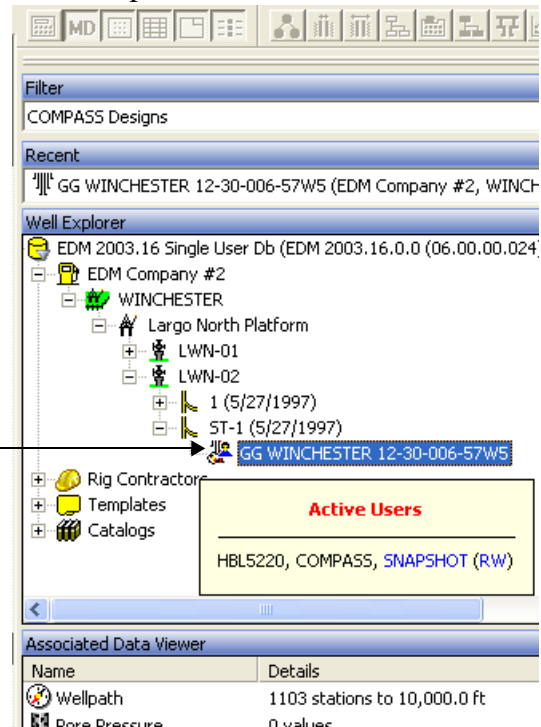 MD
Filter
COMPASS Designs
Recent
GG WINCHESTER 12-30-006-57W5 (EDM Company #2, WINCH
Well Explorer
EDM 2003.16 Single User Db (EDM 2003.16.0.0 (06.00.00.024)
EDM Company #2
WINCHESTER
Largo North Platform
LWN-01
LWN-02
1 (5/27/1997)
ST-1 (5/27/1997)
GG WINCHESTER 12-30-006-57W5
Rig Contractors
Templates
Catalogs
Active Users
HBL5220, COMPASS, SNAPSHOT (RW)
Associated Data Viewer
Name Details
Wellpath 1103 stations to 10,000.0 ft
Pore Pressure 0 values